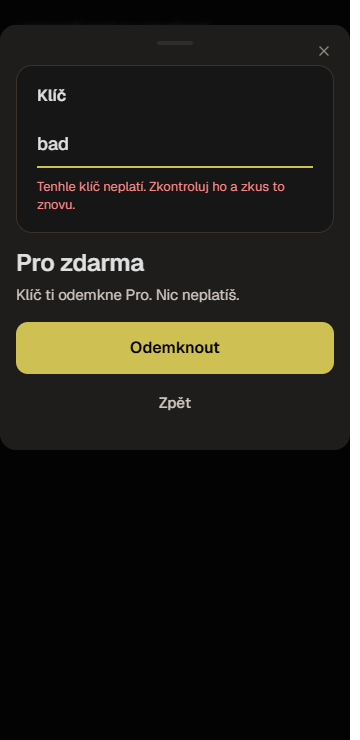 Klíč
bad
Tenhle klíč neplatí. Zkontroluj ho a zkus to
znovu.
Pro zdarma
Klíč ti odemkne Pro. Nic neplatíš.
Odemknout
Zpět